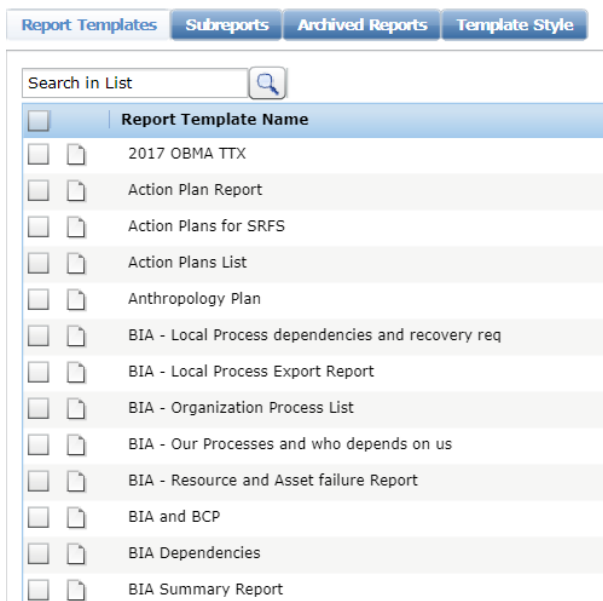 Report Templates Subreports Archived Reports Template Style
Search in List
Report Template Name
2017 OBMA TTX
Action Plan Report
Action Plans for SRFS
Action Plans List
Anthropology Plan
BIA - Local Process dependencies and recovery req
BIA - Local Process Export Report
BIA - Organization Process List
BIA - Our Processes and who depends on us
BIA - Resource and Asset failure Report
BIA and BCP
BIA Dependencies
BIA Summary Report